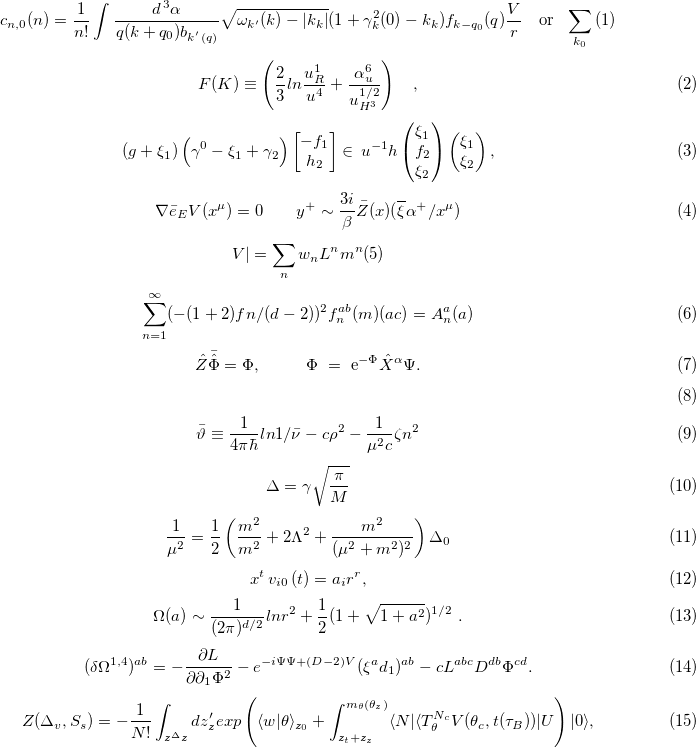 c_{n,0}(n) = \frac{1}{n!} \int \frac{d^{3}\alpha}{q(k+q_0)b_{k'(q)}} \sqrt{\omega_{k'}(k) - |k_k|}(1 + \gamma_k^2(0) - k_k) f_{k-q_0}(q) \frac{V}{r} \quad or \quad \sum_{k_0} (1)
F(K) \equiv \left( \frac{2}{3} ln \frac{u_R^1}{u^4} + \frac{\alpha_u^6}{u_{H^3}^{1/2}} \right) , (2)
(g + \xi_1) \left( \gamma^0 - \xi_1 + \gamma_2 \right) \begin{bmatrix} -f_1 \\ h_2 \end{bmatrix} \in u^{-1} h \begin{pmatrix} \xi_1 \\ f_2 \\ \xi_2 \end{pmatrix} \begin{pmatrix} \xi_1 \\ \xi_2 \end{pmatrix} , (3)
\nabla \bar{e}_E V(x^\mu) = 0 \quad y^+ \sim \frac{3i}{\beta} \bar{Z}(x)(\overline{\xi} \alpha^+ / x^\mu) (4)
V| = \sum_n w_n L^n m^n (5)
\sum_{n=1}^{\infty} (-(1+2)fn/(d-2))^2 f_n^{ab}(m)(ac) = A_n^a(a) (6)
\hat{Z} \bar{\hat{\Phi}} = \Phi, \quad \Phi = e^{-\Phi} \hat{X}^\alpha \Psi. (7)
(8)
\bar{\vartheta} \equiv \frac{1}{4\pi\hbar} ln1/\bar{\nu} - c\rho^2 - \frac{1}{\mu^2 c} \zeta n^2 (9)
\Delta = \gamma \sqrt{\frac{\pi}{M}} (10)
\frac{1}{\mu^2} = \frac{1}{2} \left( \frac{m^2}{m^2} + 2\Lambda^2 + \frac{m^2}{(\mu^2 + m^2)^2} \right) \Delta_0 (11)
x^t v_{i0}(t) = a_i r^r, (12)
\Omega(a) \sim \frac{1}{(2\pi)^{d/2}} lnr^2 + \frac{1}{2} (1 + \sqrt{1 + a^2})^{1/2} . (13)
(\delta\Omega^{1,4})^{ab} = -\frac{\partial L}{\partial\partial_1 \Phi^2} - e^{-i\Psi\Psi + (D-2)V} (\xi^a d_1)^{ab} - cL^{abc} D^{db} \Phi^{cd}. (14)
Z(\Delta_v, S_s) = -\frac{1}{N!} \int_{z^\Delta z} dz_z' exp \left( \langle w|\theta \rangle_{z_0} + \int_{z_t + z_z}^{m_\theta(\theta_z)} \langle N| \langle T_\theta^{N_c} V(\theta_c, t(\tau_B)) |U \right) |0\rangle, (15)